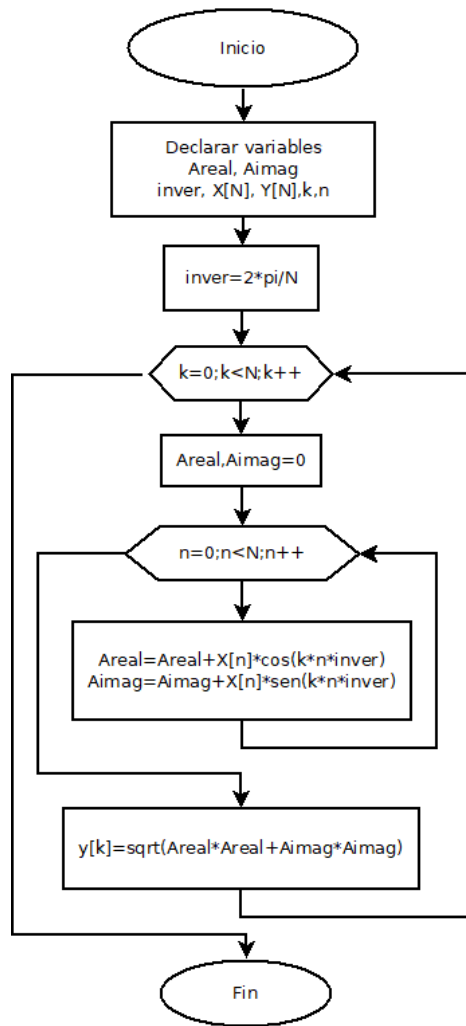 Inicio
Declarar variables
Areal, Aimag
inver, X[N], Y[N],k,n
inver=2*pi/N
k=0;k<N;k++
Areal,Aimag=0
n=0;n<N;n++
Areal=Areal+X[n]*cos(k*n*inver)
Aimag=Aimag+X[n]*sen(k*n*inver)
y[k]=sqrt(Areal*Areal+Aimag*Aimag)
Fin